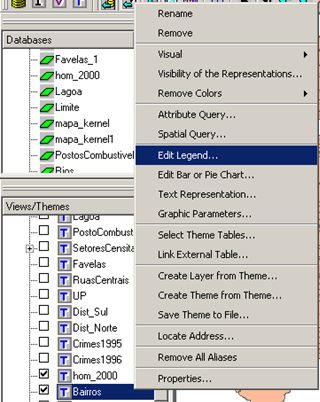 Databases
Favelas_1
hom_2000
Lagoa
Limite
mapa_kernel
mapa_kernel1
PostosCombustivel
Rios
Views/Themes
Lagoa
PostoCombust
SetoresCensita
Favelas
RuasCentrais
UP
Dist_Sul
Dist_Norte
Crimes1995
Crimes1996
hom_2000
Bairros
Rename
Remove
Visual
Visibility of the Representations...
Remove Colors
Attribute Query...
Spatial Query...
Edit Legend...
Edit Bar or Pie Chart...
Text Representation...
Graphic Parameters...
Select Theme Tables...
Link External Table...
Create Layer from Theme...
Create Theme from Theme...
Save Theme to File...
Locate Address...
Remove All Aliases
Properties...